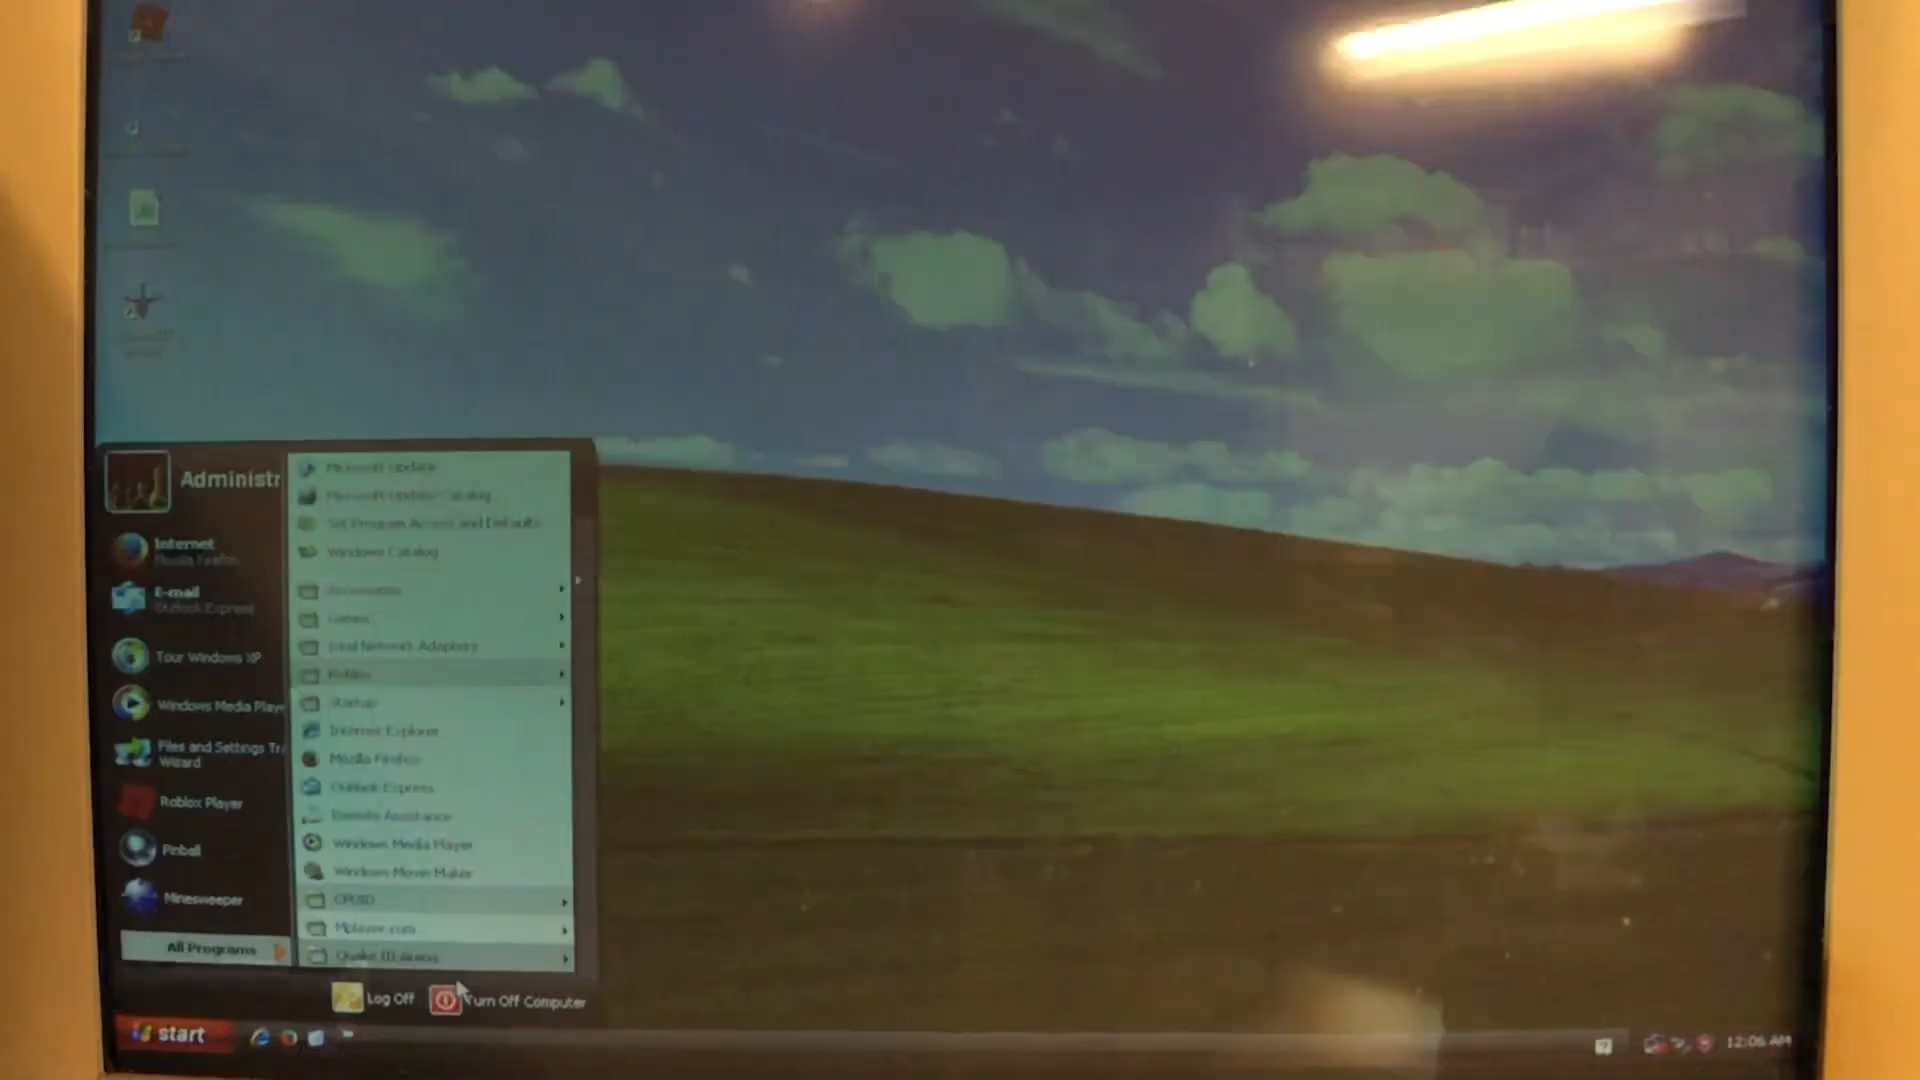 Administr
Internet
Mozilla Firefox
E-mail
Outlook Express
Tour Windows XP
Windows Media Play
Files and Settings Tr
Wizard
Roblox Player
Pinball
Minesweeper
All Programs
Microsoft Update
Microsoft Update Catalog
Set Program Access and Defaults
Windows Catalog
Accessories
Games
Intel Network Adapters
Roblox
Startup
Internet Explorer
Mozilla Firefox
Outlook Express
Remote Assistance
Windows Media Player
Windows Movie Maker
CPUID
Mplayer.com
Quake III Arena
Log Off
Turn Off Computer
start
12:06 AM